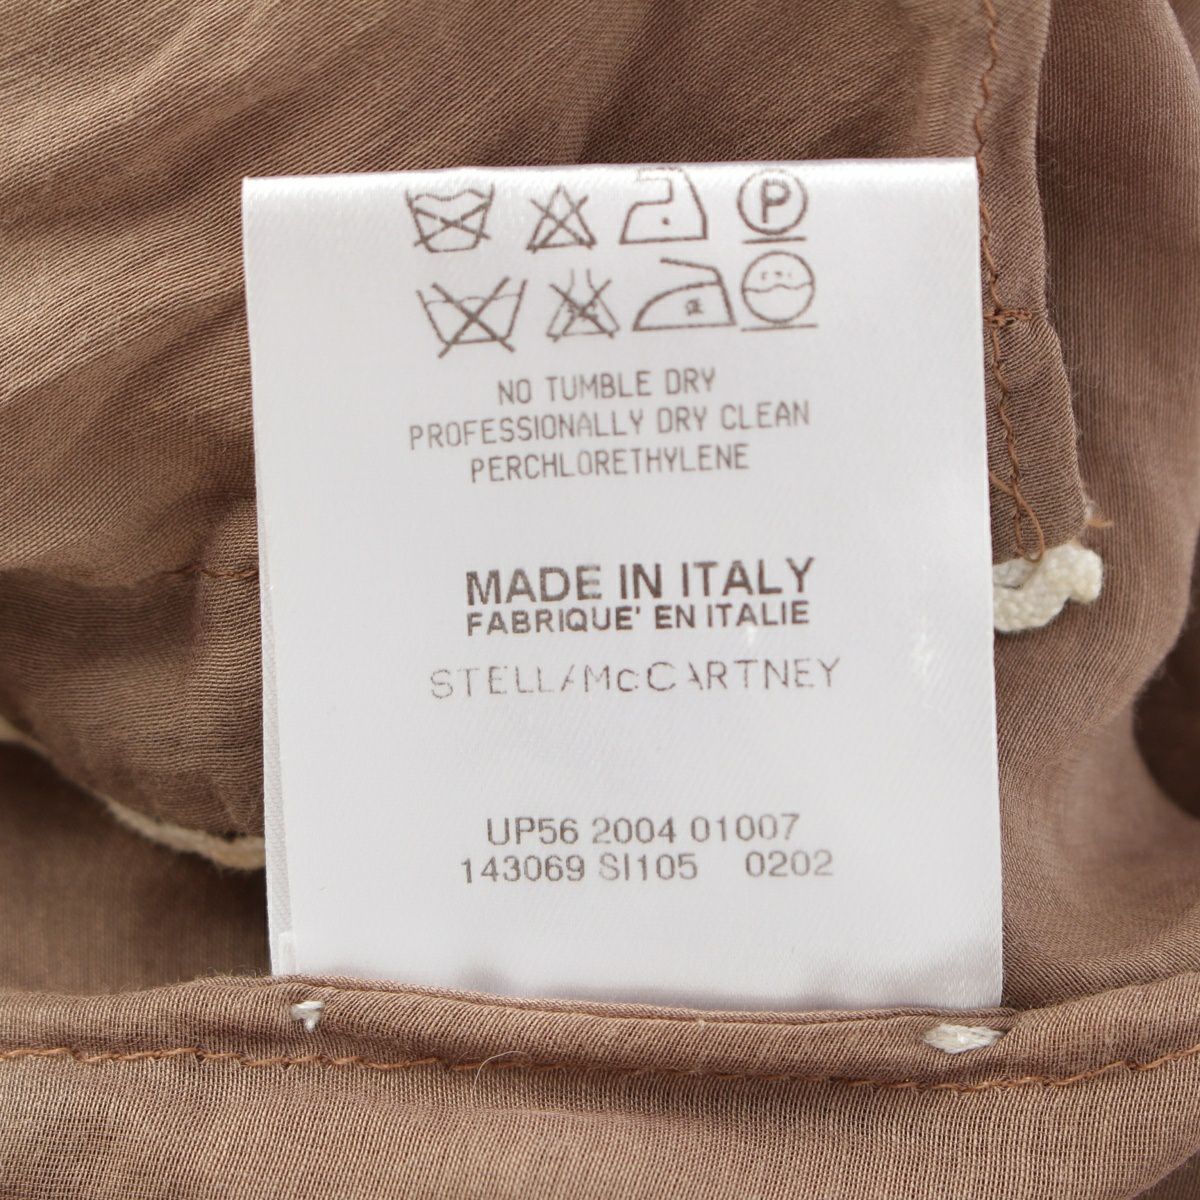 P
NO TUMBLE DRY
PROFESSIONALLY DRY CLEAN
PERCHLORETHYLENE
MADE IN ITALY
FABRIQUE' EN ITALIE
STELLAMcCARTNEY
UP56 2004 01007
143069 SI105 0202